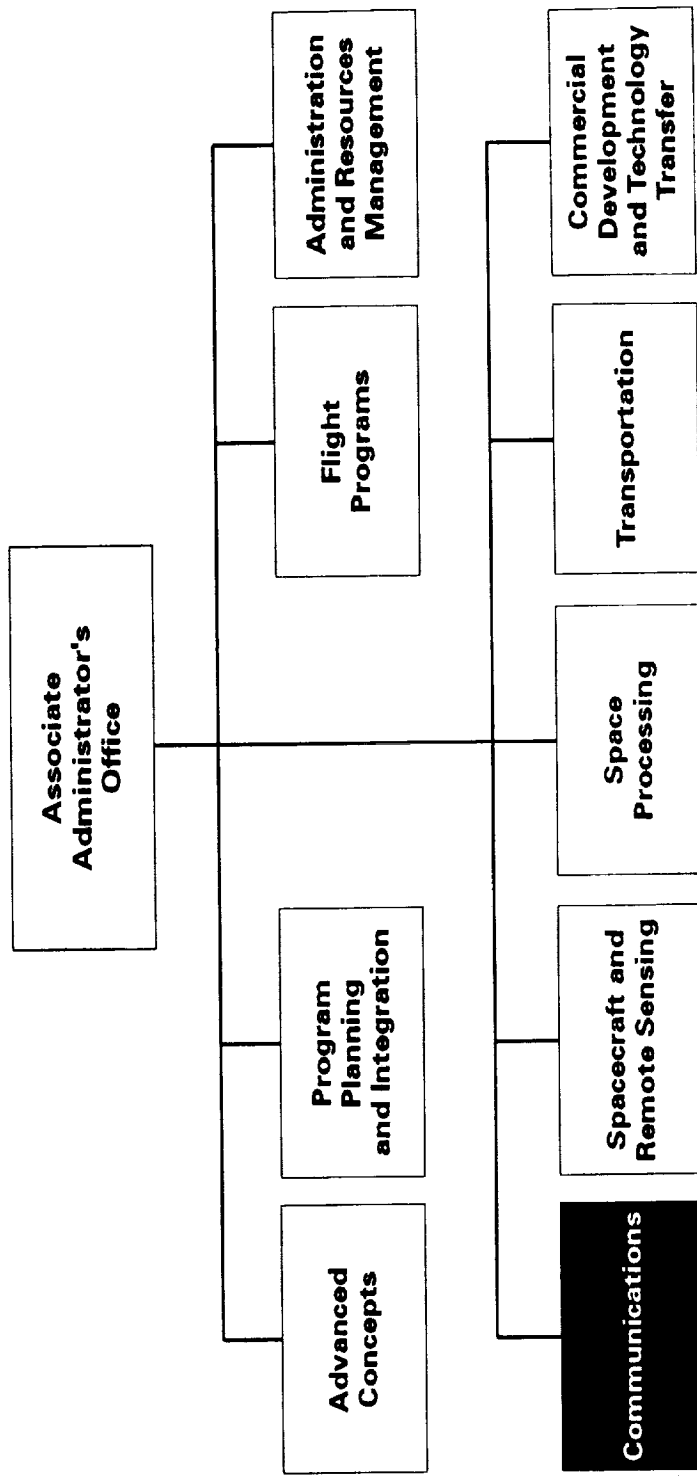 Associate
Administrator's
Office
Advanced
Concepts
Program
Planning
and Integration
Flight
Programs
Administration
and Resources
Management
Communications
Spacecraft and
Remote Sensing
Space
Processing
Transportation
Commercial
Development
and Technology
Transfer